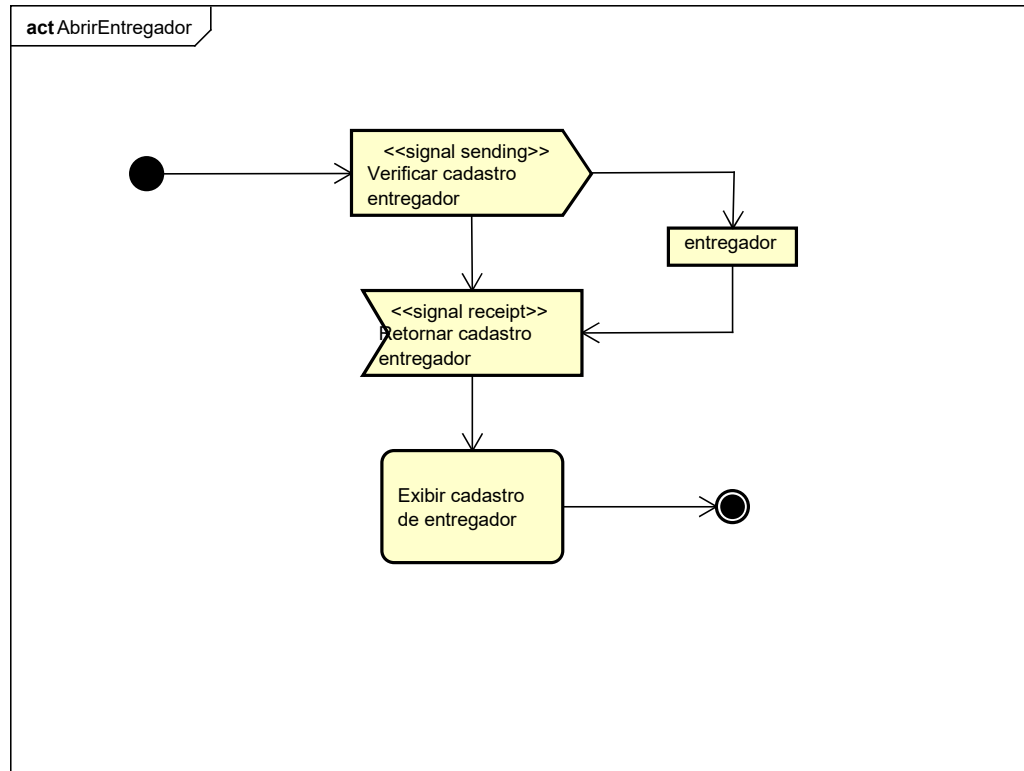 act AbrirEntregador
<<signal sending>>
Verificar cadastro
entregador
entregador
<<signal receipt>>
Retornar cadastro
entregador
Exibir cadastro
de entregador